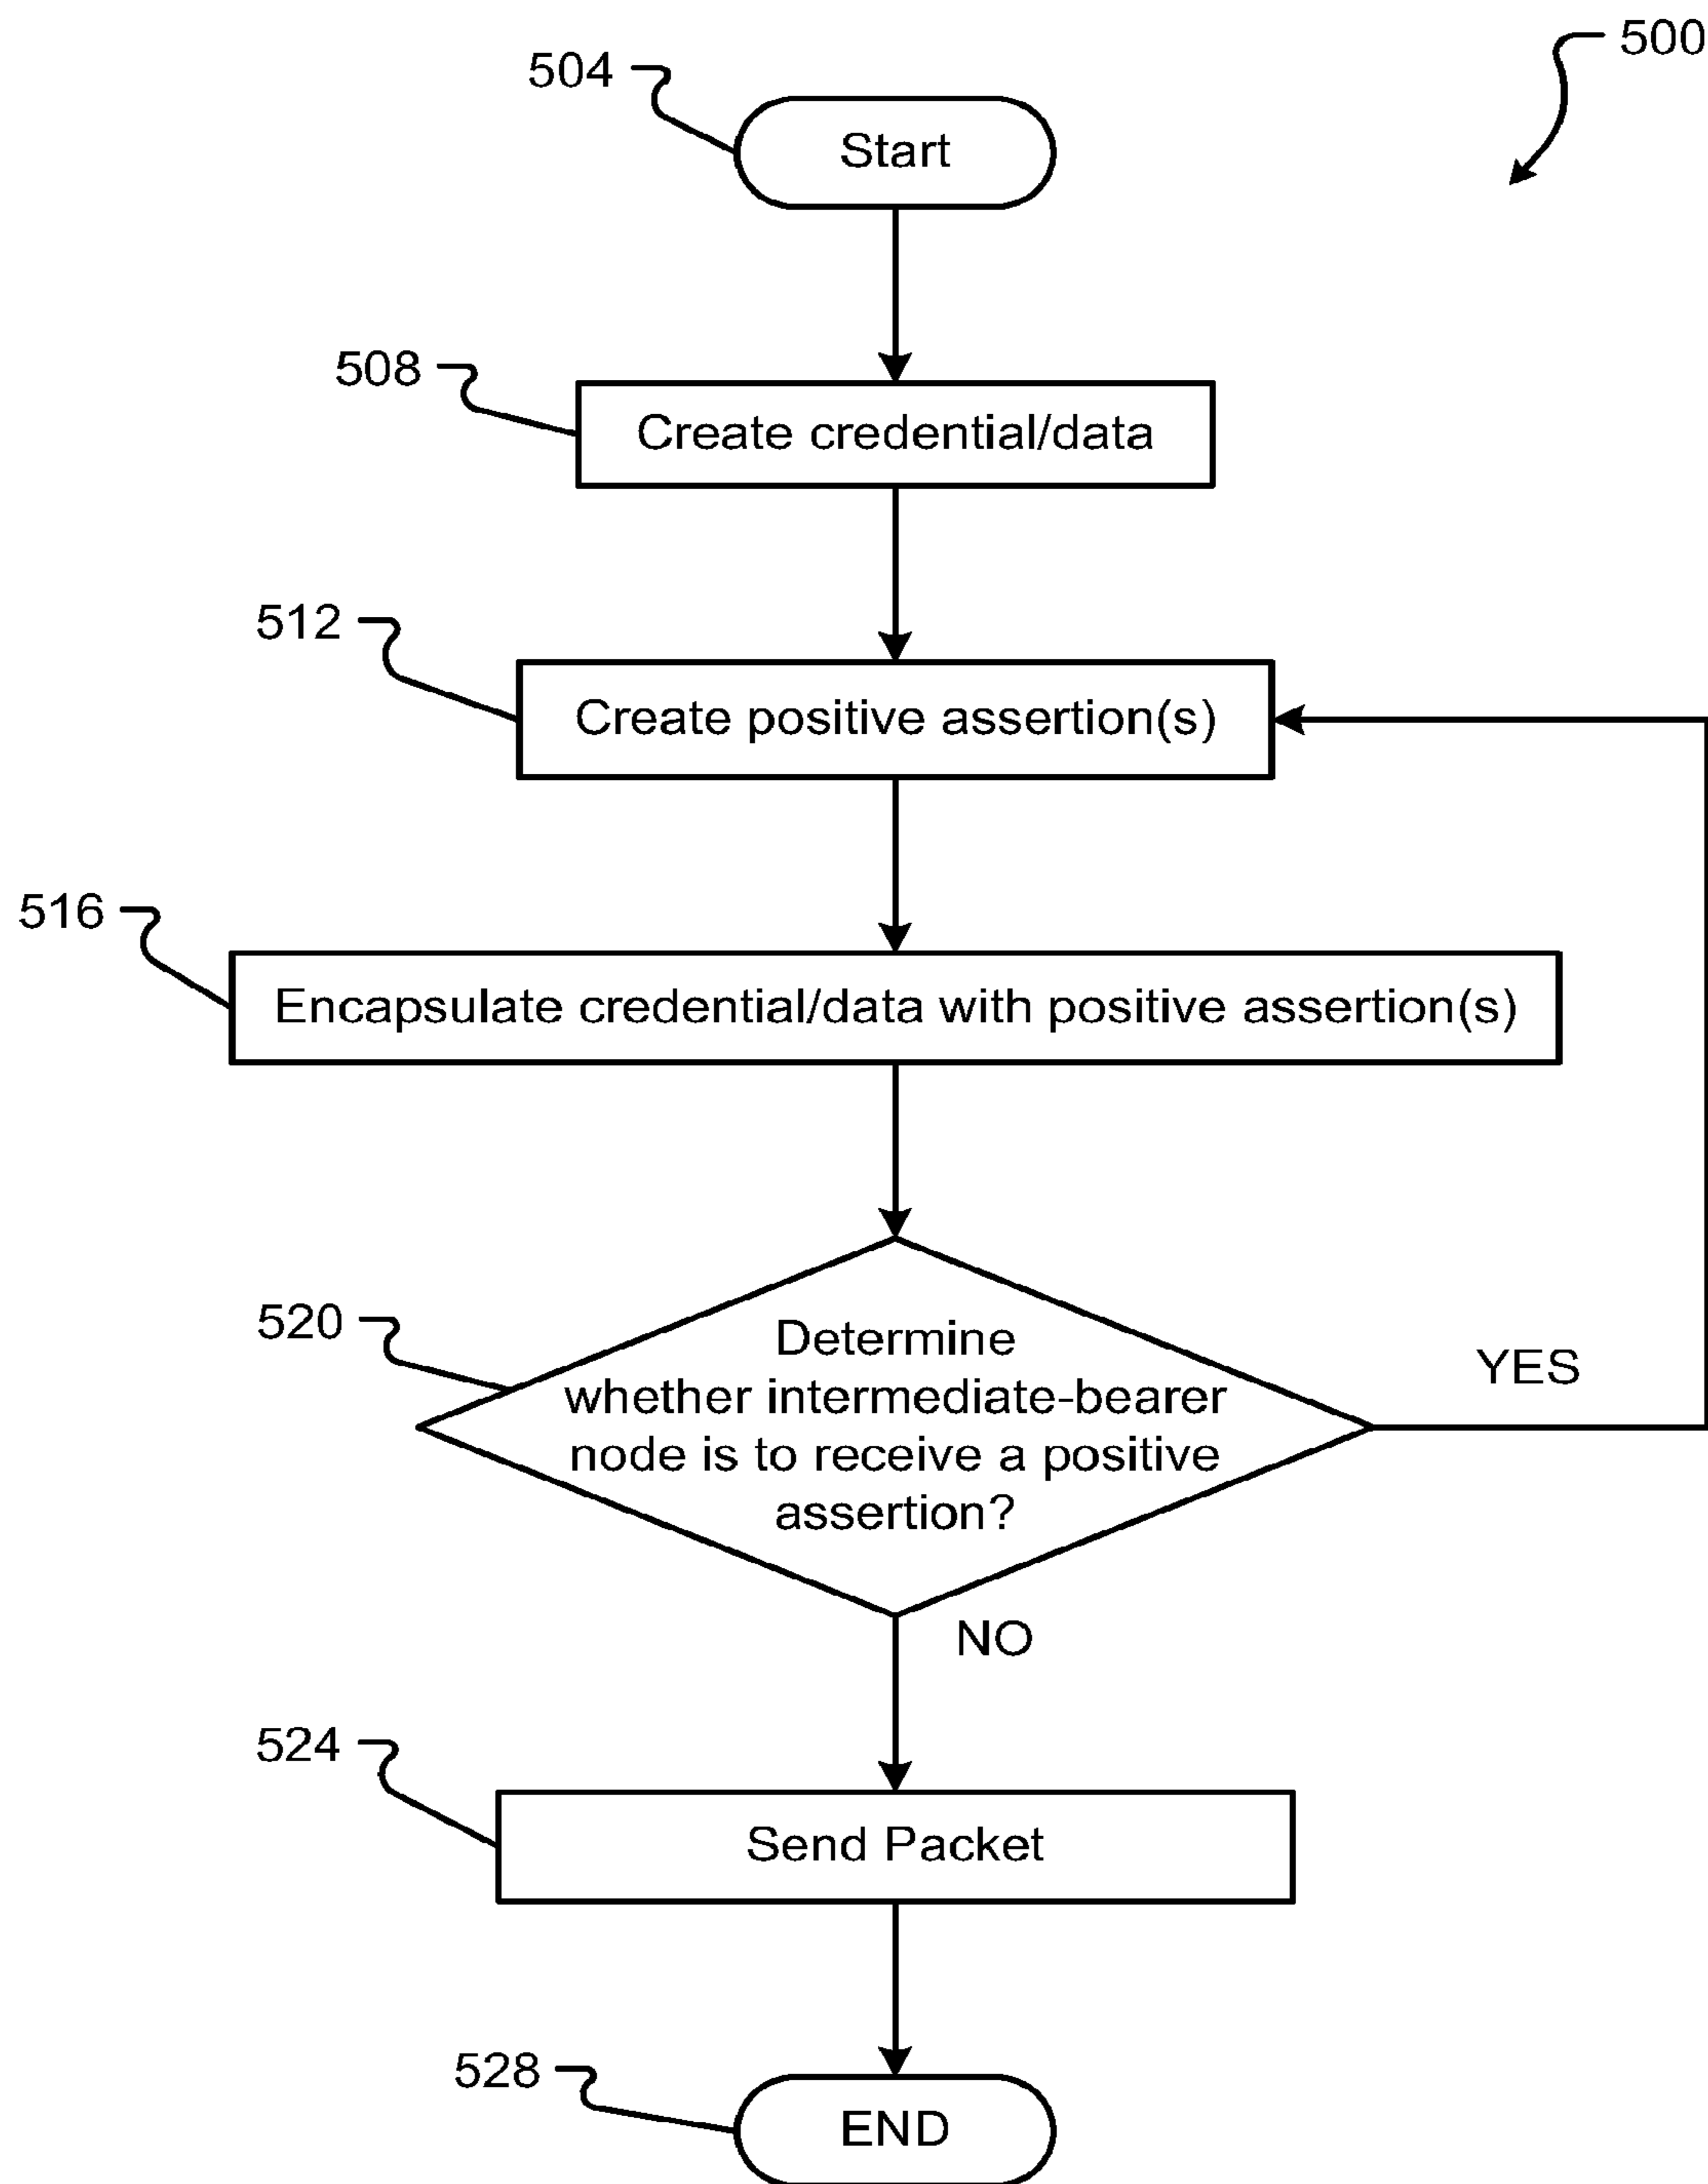 500
504
Start
508
Create credential/data
512
Create positive assertion(s)
516
Encapsulate credential/data with positive assertion(s)
520
Determine
whether intermediate-bearer
node is to receive a positive
assertion?
YES
NO
524
Send Packet
528
END